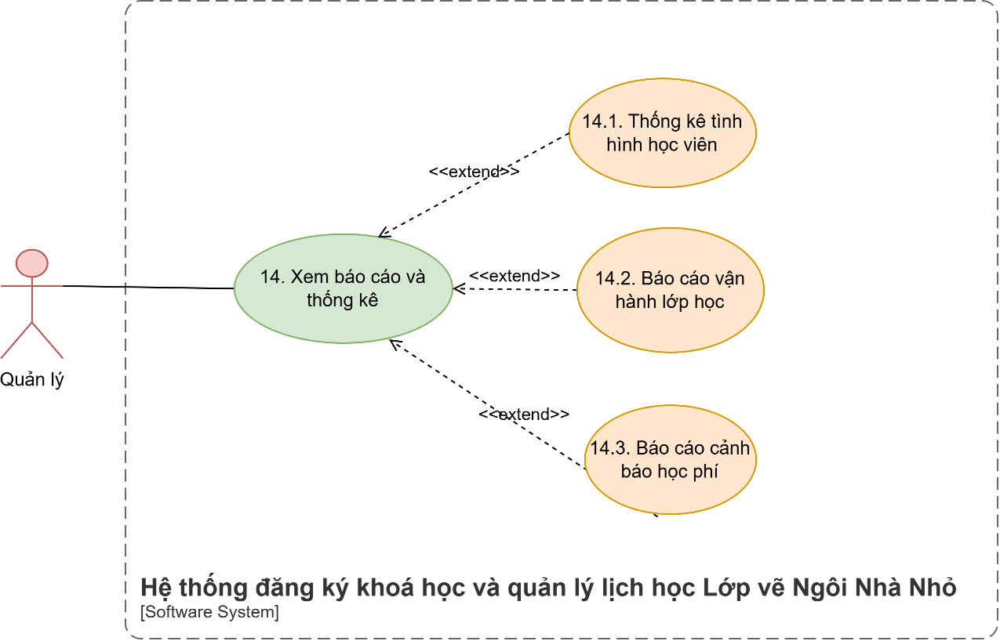 14.1. Thống kê tình
hình học viên
<<extend>>
14. Xem báo cáo và
thống kê
<<extend>>
14.2. Báo cáo vận
hành lớp học
Quản lý
<<extend>>
14.3. Báo cáo cảnh
báo học phí
Hệ thống đăng ký khoá học và quản lý lịch học Lớp vẽ Ngôi Nhà Nhỏ
[Software System]